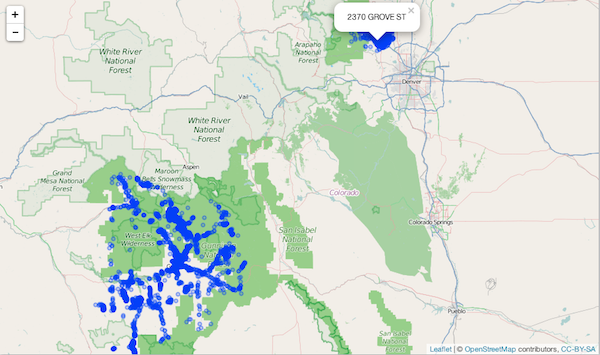 +
−
2370 GROVE ST
×
Arapaho
National
Forest
White River
National
Forest
Denver
Vail
White River
National
Forest
Aspen
Grand
Mesa National
Forest
Maroon
Bells Snowmass
Wilderness
Colorado
Colorado Springs
West Elk
Wilderness
San Isabel
National
Forest
Pueblo
San Isabel
National
Forest
Leaflet | © OpenStreetMap contributors, CC-BY-SA